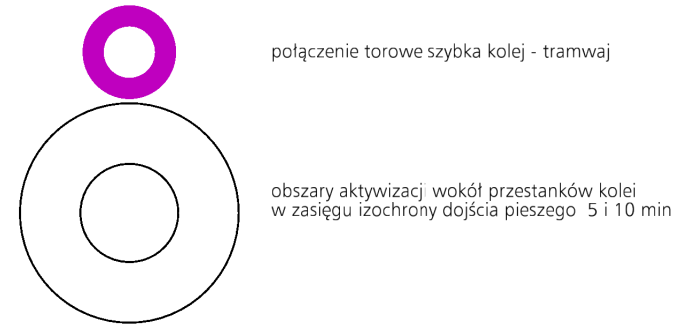 połączenie torowe szybka kolej - tramwaj
obszary aktywizacji wokół przestanków kolei
w zasięgu izochrony dojścia pieszego 5 i 10 min